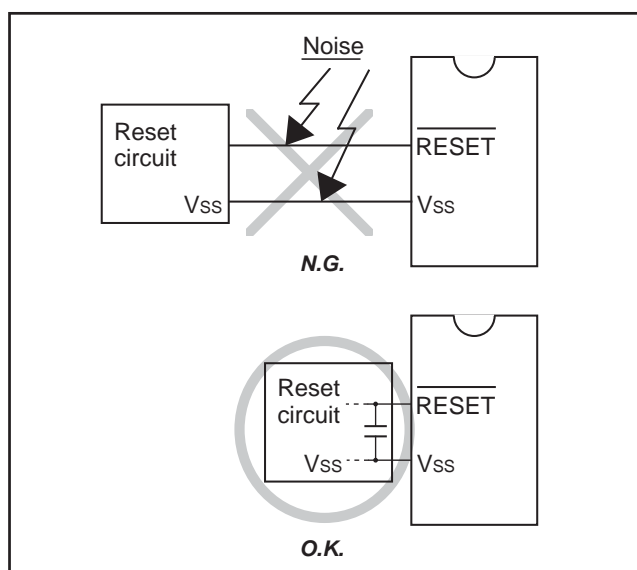 Noise
Reset
circuit
RESET
VSS
VSS
N.G.
Reset
circuit
RESET
VSS
VSS
O.K.